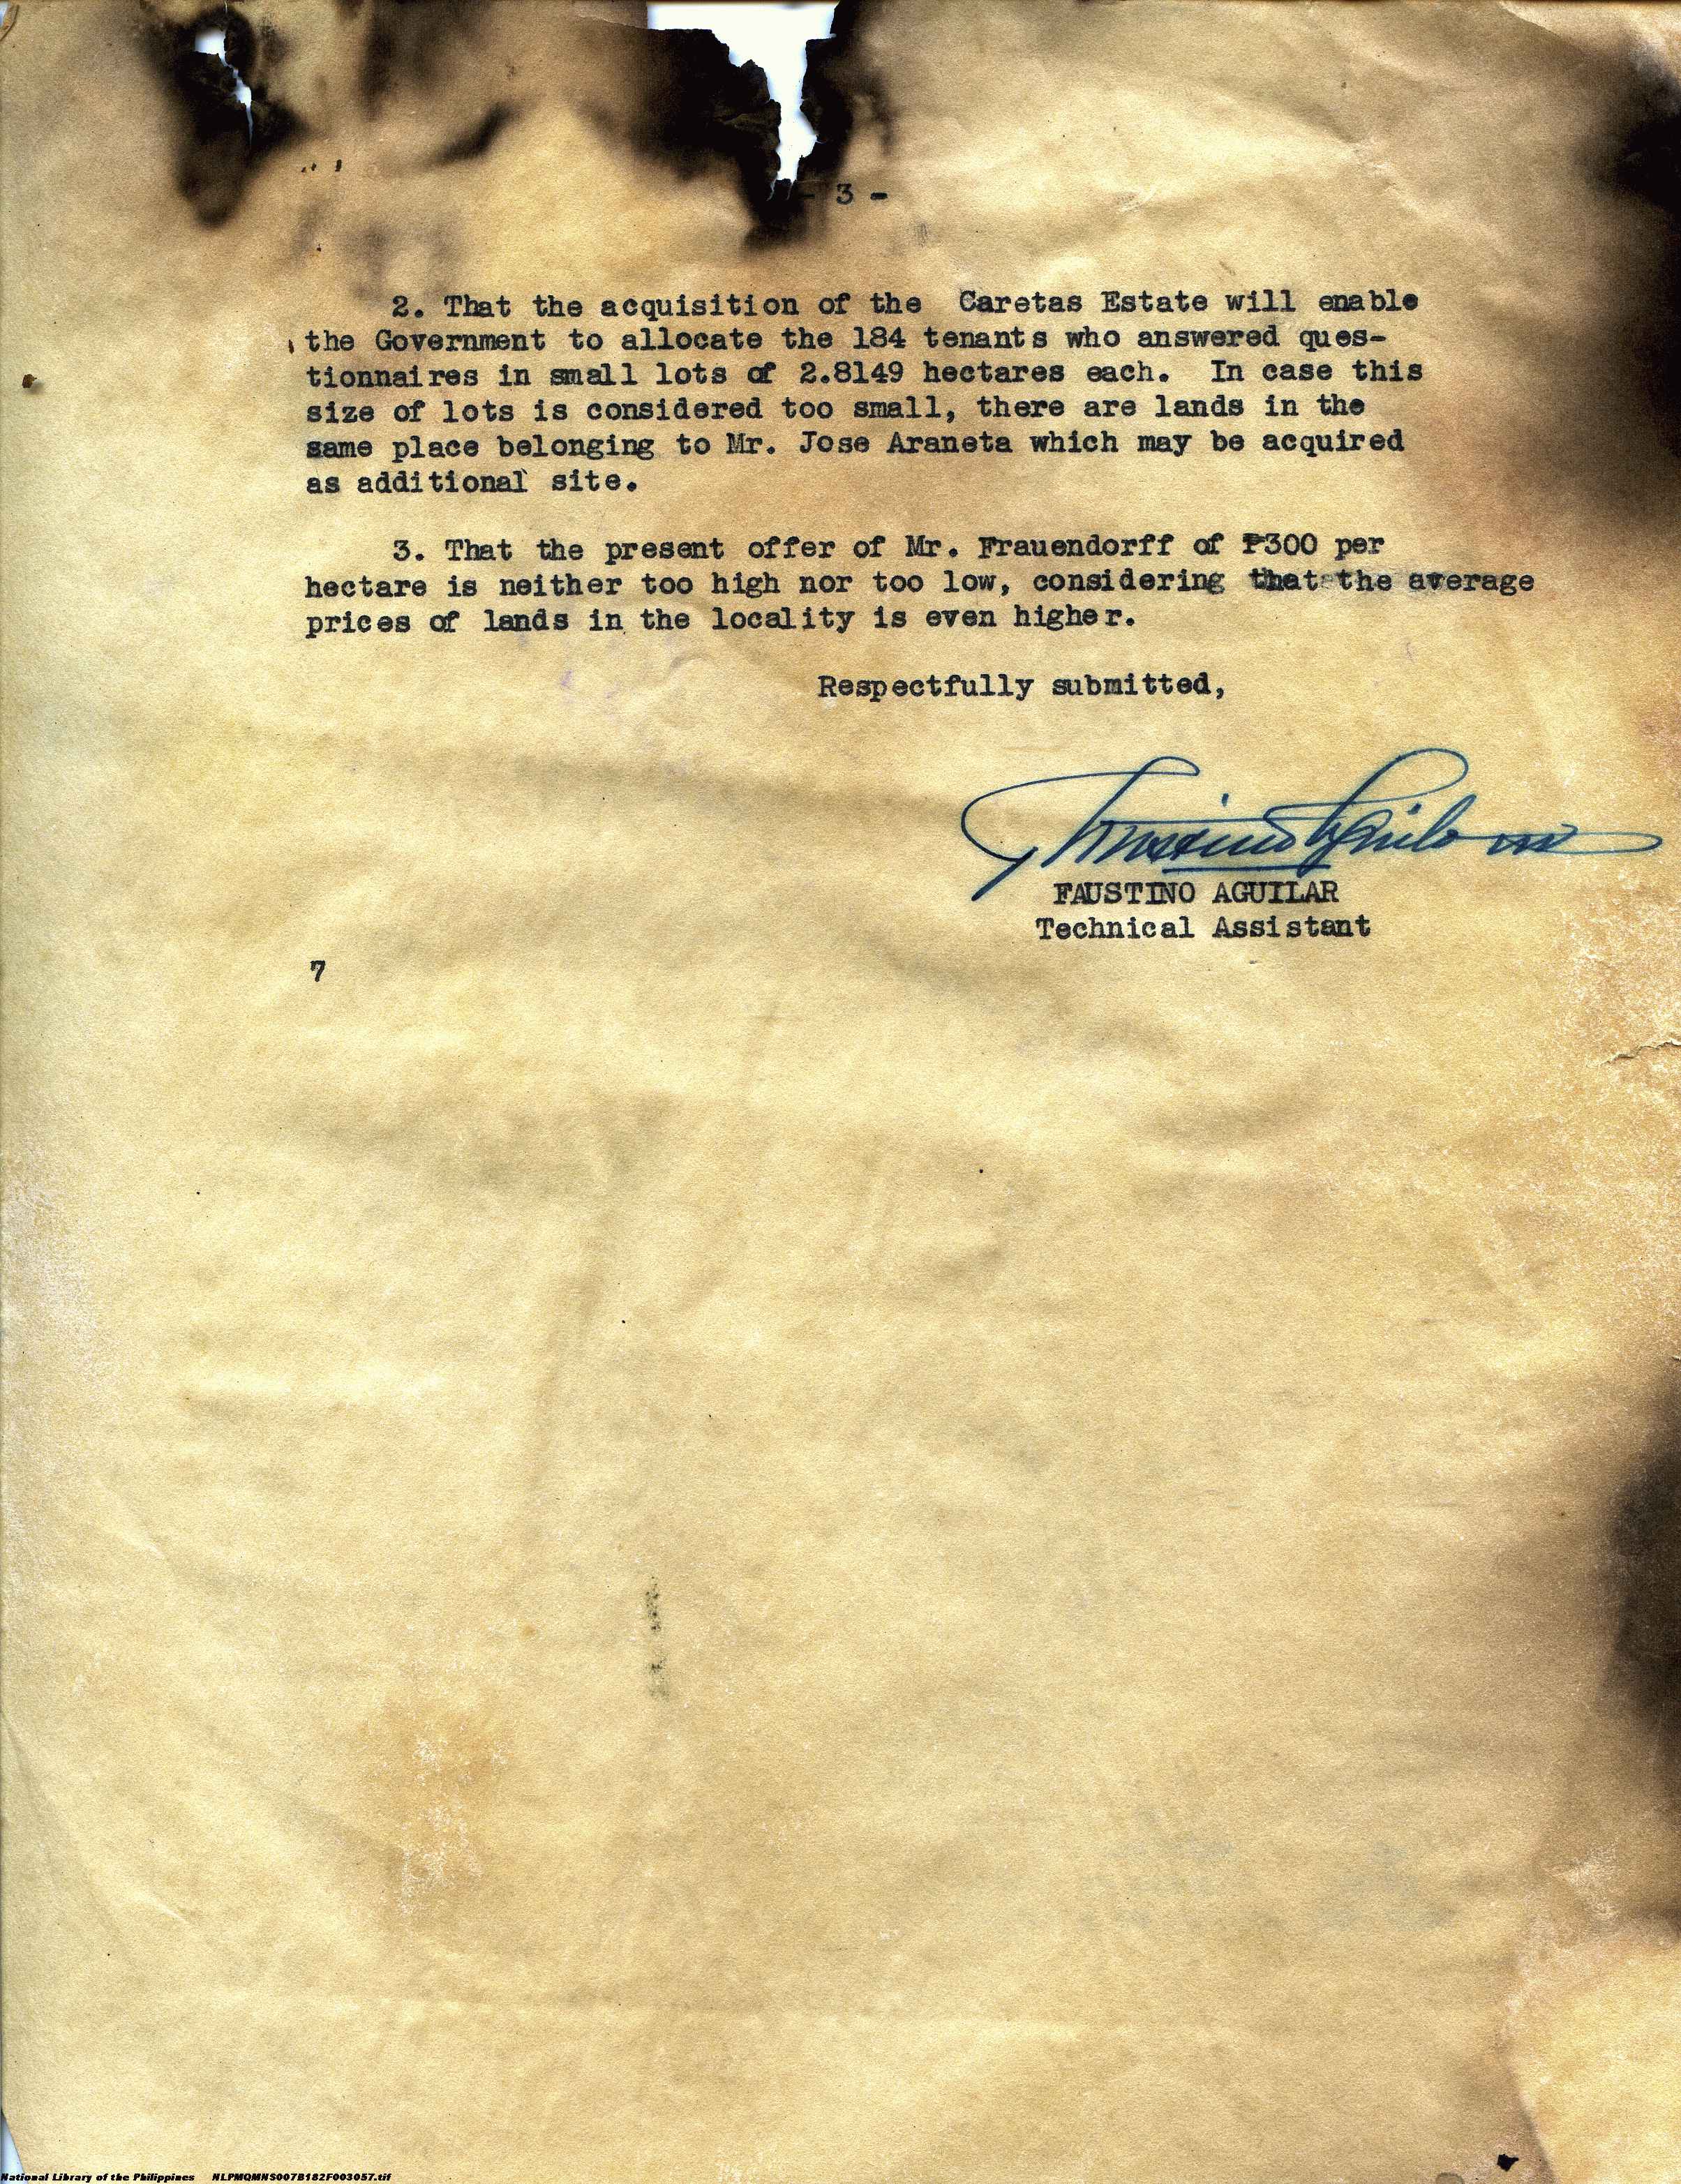 - 3 -
2. That the acquisition of the Caretas Estate will enable
the Government to allocate the 184 tenants who answered ques-
tionnaires in small lots of 2.8149 hectares each. In case this
size of lots is considered too small, there are lands in the
same place belonging to Mr. Jose Araneta which may be acquired
as additional site.
3. That the present offer of Mr. Frauendorff of ₱300 per
hectare is neither too high nor too low, considering that the average
prices of lands in the locality is even higher.
Respectfully submitted,
Faustino Aguilar
FAUSTINO AGUILAR
Technical Assistant
7
National Library of the Philippines NLPMQMNS007B182F003057.tif